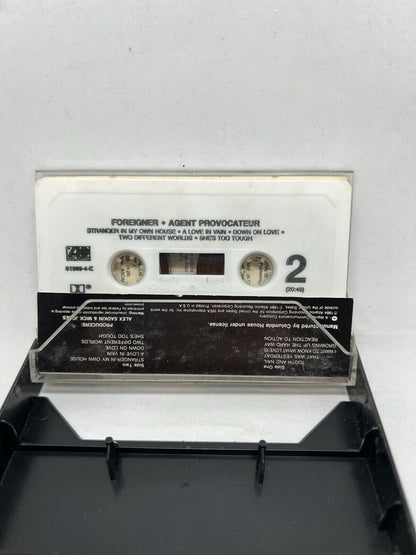 FOREIGNER • AGENT PROVOCATEUR
STRANGER IN MY OWN HOUSE • A LOVE IN VAIN • DOWN ON LOVE •
TWO DIFFERENT WORLDS • SHE'S TOO TOUGH
81999-4-E
2
(20:49)
Manufactured by Columbia House under license.
PRODUCERS:
ALEX SADKIN & MICK JONES
Side One
TOOTH AND NAIL
THAT WAS YESTERDAY
I WANT TO KNOW WHAT LOVE IS
GROWING UP THE HARD WAY
REACTION TO ACTION
Side Two
STRANGER IN MY OWN HOUSE
A LOVE IN VAIN
DOWN ON LOVE
TWO DIFFERENT WORLDS
SHE'S TOO TOUGH